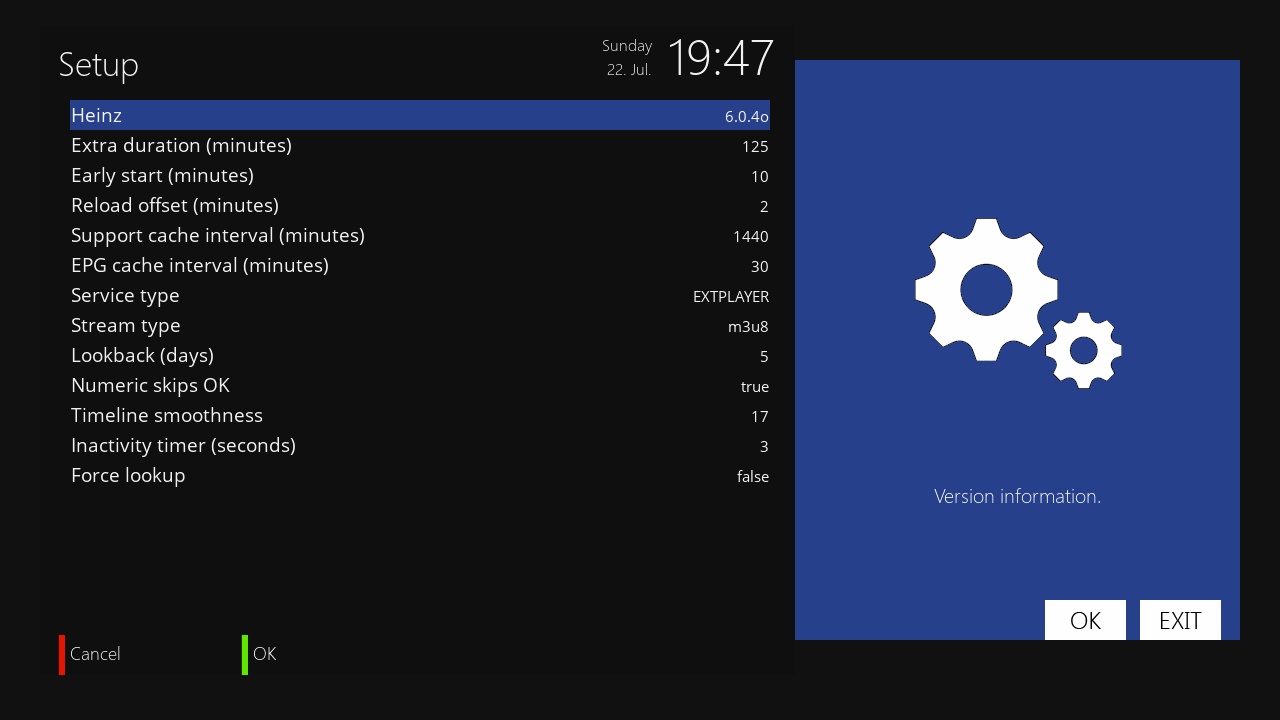 Setup
Sunday
22. Jul.
19:47
Heinz 6.0.4o
Extra duration (minutes) 125
Early start (minutes) 10
Reload offset (minutes) 2
Support cache interval (minutes) 1440
EPG cache interval (minutes) 30
Service type EXTPLAYER
Stream type m3u8
Lookback (days) 5
Numeric skips OK true
Timeline smoothness 17
Inactivity timer (seconds) 3
Force lookup false
Version information.
OK EXIT
Cancel OK